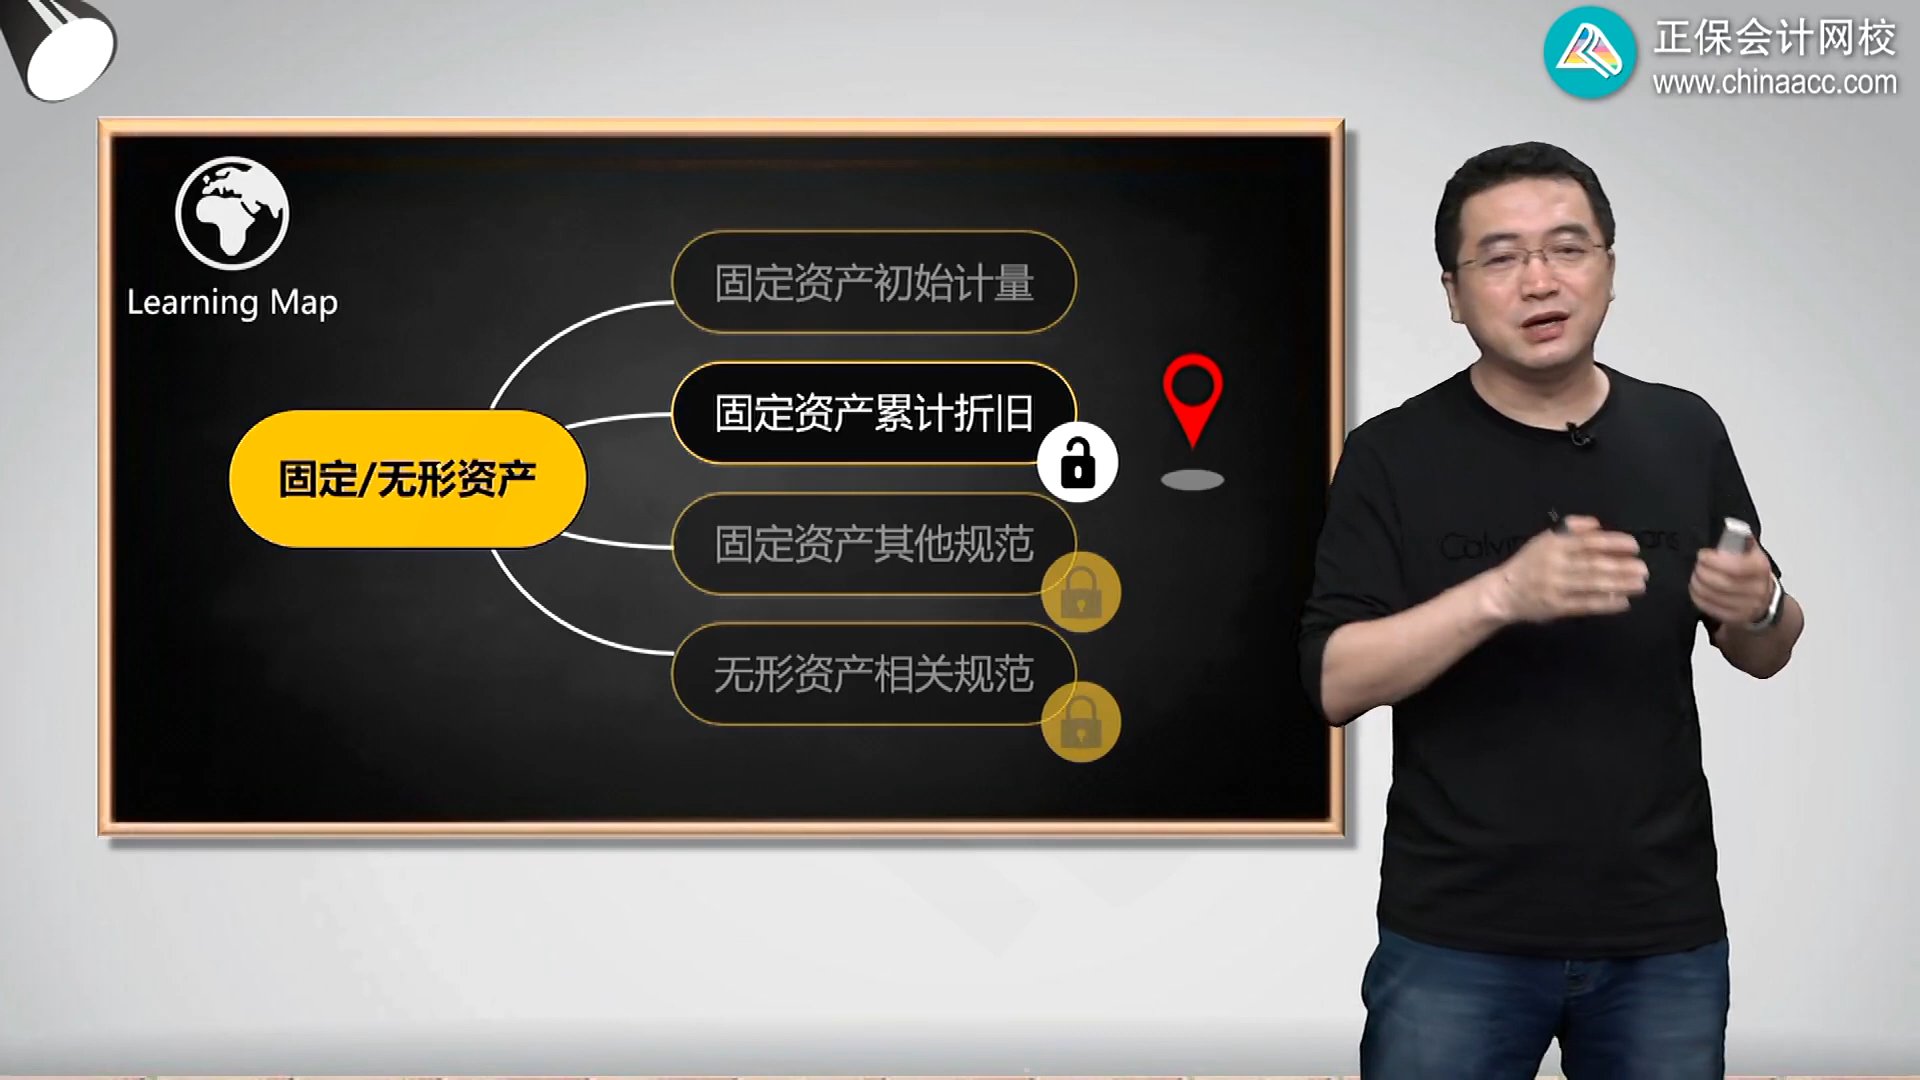 正保会计网校
www.chinaacc.com
Learning Map
固定资产初始计量
固定资产累计折旧
固定/无形资产
固定资产其他规范
无形资产相关规范